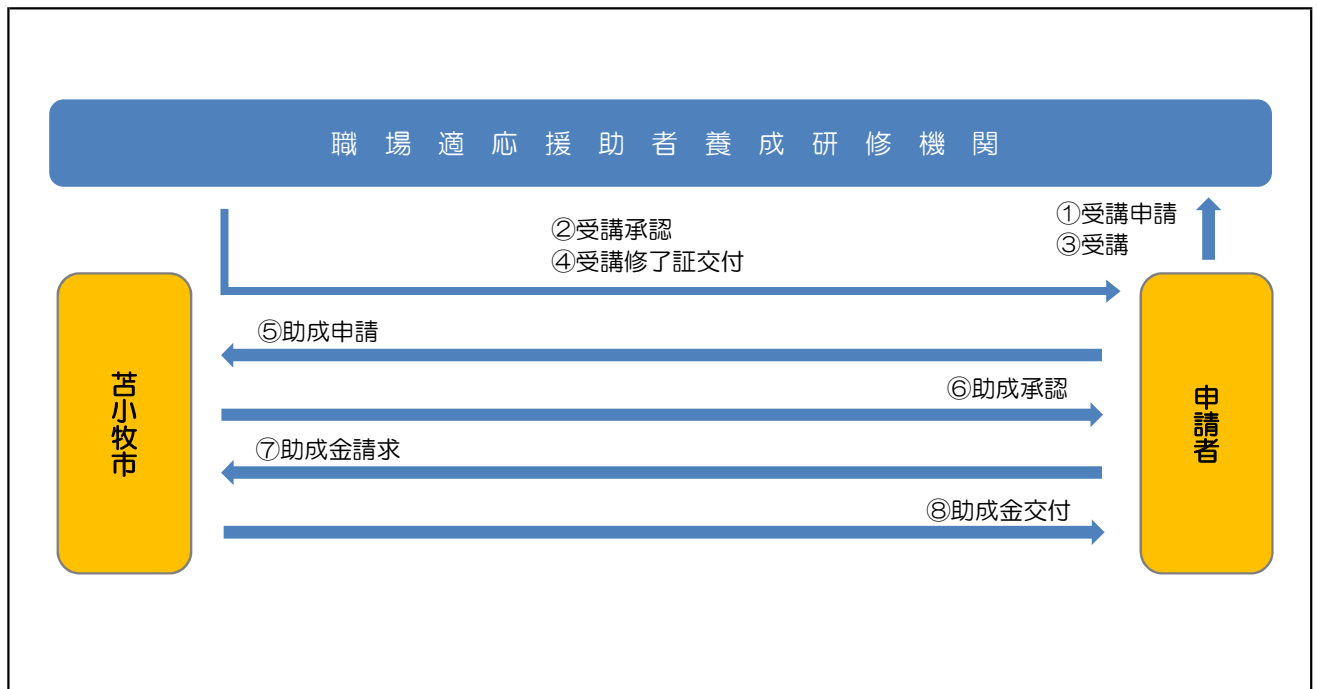 職場適応援助者養成研修機関
①受講申請
③受講
②受講承認
④受講修了証交付
⑤助成申請
⑥助成承認
⑦助成金請求
⑧助成金交付
苫小牧市
申請者